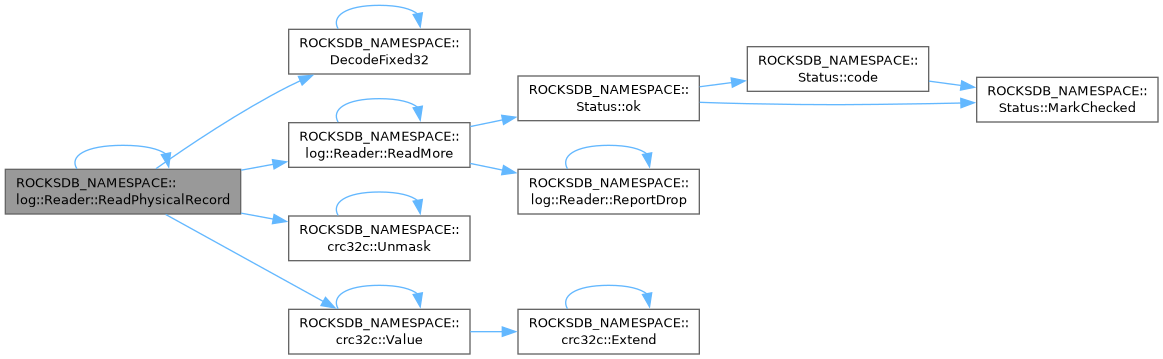 ROCKSDB_NAMESPACE::
log::Reader::ReadPhysicalRecord
ROCKSDB_NAMESPACE::
DecodeFixed32
ROCKSDB_NAMESPACE::
log::Reader::ReadMore
ROCKSDB_NAMESPACE::
crc32c::Unmask
ROCKSDB_NAMESPACE::
crc32c::Value
ROCKSDB_NAMESPACE::
Status::ok
ROCKSDB_NAMESPACE::
log::Reader::ReportDrop
ROCKSDB_NAMESPACE::
crc32c::Extend
ROCKSDB_NAMESPACE::
Status::code
ROCKSDB_NAMESPACE::
Status::MarkChecked